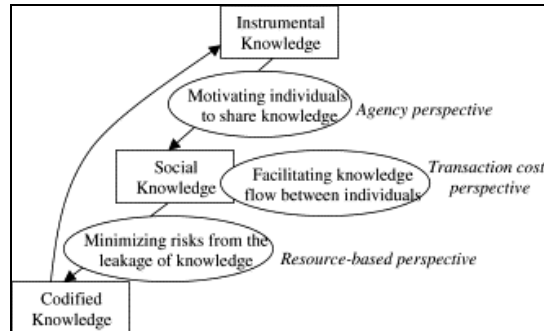 Instrumental
Knowledge
Motivating individuals
to share knowledge
Agency perspective
Social
Knowledge
Facilitating knowledge
flow between individuals
Transaction cost
perspective
Minimizing risks from the
leakage of knowledge
Resource-based perspective
Codified
Knowledge